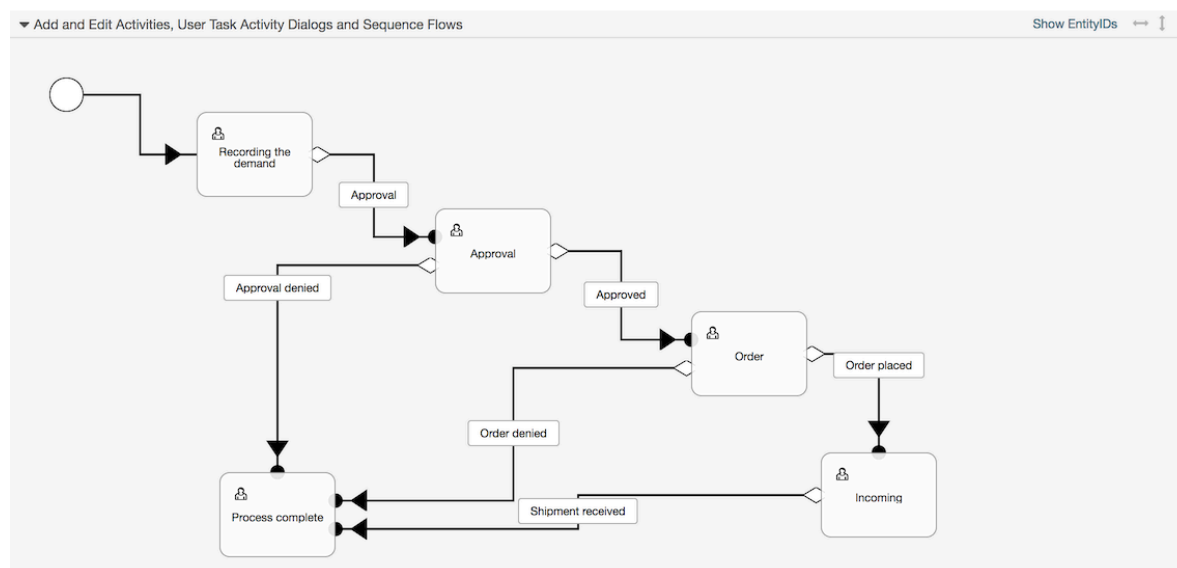 Add and Edit Activities, User Task Activity Dialogs and Sequence Flows
Show EntityIDs
Recording the
demand
Approval
Approval
Approval denied
Approved
Order
Order placed
Order denied
Incoming
Shipment received
Process complete